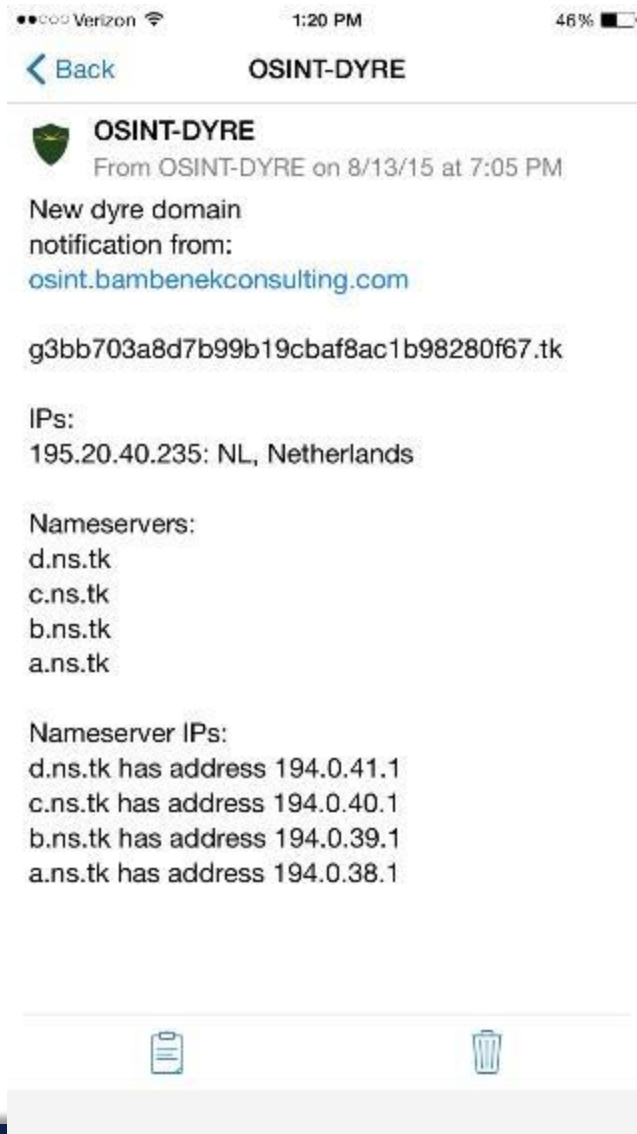 Verizon 1:20 PM 46%
Back OSINT-DYRE
OSINT-DYRE
From OSINT-DYRE on 8/13/15 at 7:05 PM
New dyre domain
notification from:
osint.bambenekconsulting.com
g3bb703a8d7b99b19cbaf8ac1b98280f67.tk
IPs:
195.20.40.235: NL, Netherlands
Nameservers:
d.ns.tk
c.ns.tk
b.ns.tk
a.ns.tk
Nameserver IPs:
d.ns.tk has address 194.0.41.1
c.ns.tk has address 194.0.40.1
b.ns.tk has address 194.0.39.1
a.ns.tk has address 194.0.38.1